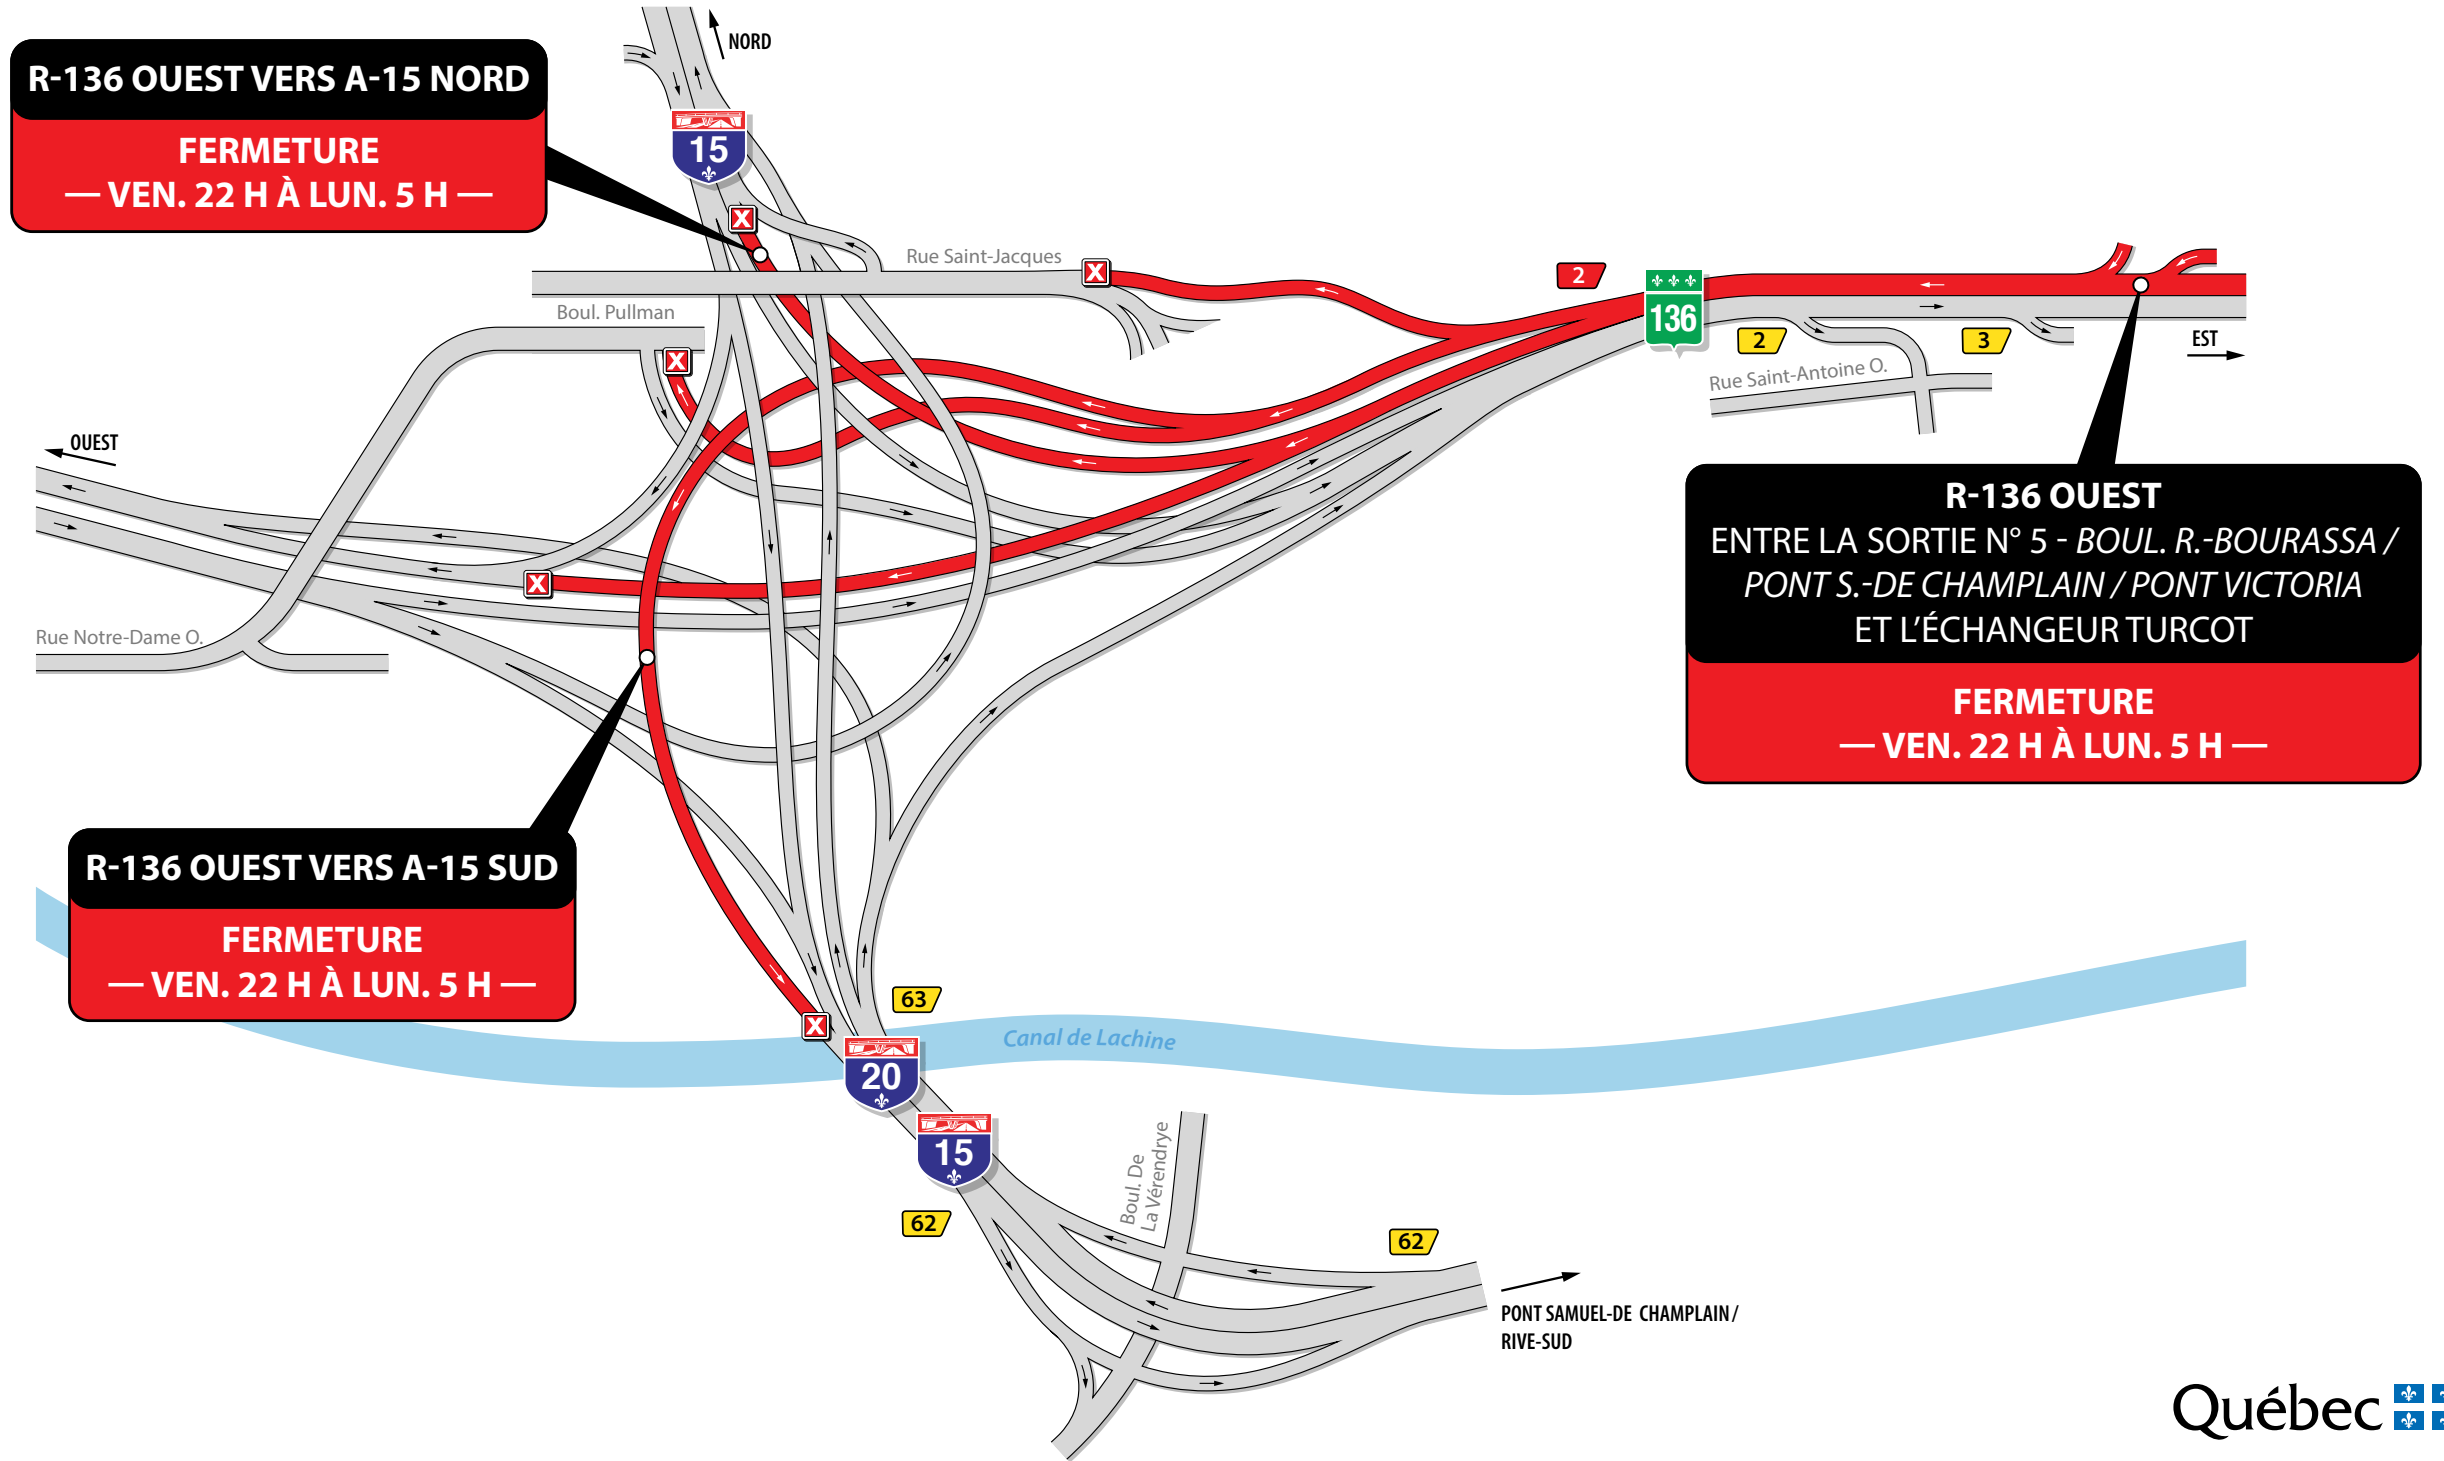 NORD
R-136 OUEST VERS A-15 NORD
FERMETURE
— VEN. 22 H À LUN. 5 H —
15
Rue Saint-Jacques
2
136
Boul. Pullman
2
3
EST
Rue Saint-Antoine O.
OUEST
R-136 OUEST
ENTRE LA SORTIE N° 5 - BOUL. R.-BOURASSA /
PONT S.-DE CHAMPLAIN / PONT VICTORIA
ET L'ÉCHANGEUR TURCOT
FERMETURE
— VEN. 22 H À LUN. 5 H —
Rue Notre-Dame O.
R-136 OUEST VERS A-15 SUD
FERMETURE
— VEN. 22 H À LUN. 5 H —
63
Canal de Lachine
20
15
Boul. De
La Vérendrye
62
62
PONT SAMUEL-DE CHAMPLAIN/
RIVE-SUD
Québec